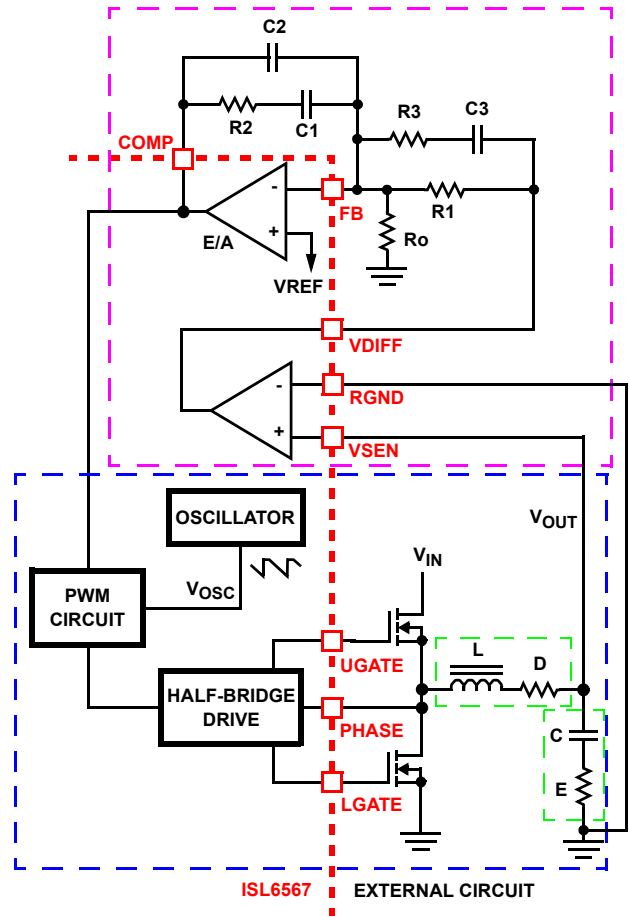 C2
R2
C1
R3
C3
COMP
FB
R1
Ro
E/A
-
+
VREF
VDIFF
RGND
-
+
VSEN
VOUT
OSCILLATOR
VIN
PWM
CIRCUIT
VOSC
UGATE
L
D
HALF-BRIDGE
DRIVE
PHASE
C
E
LGATE
ISL6567
EXTERNAL CIRCUIT